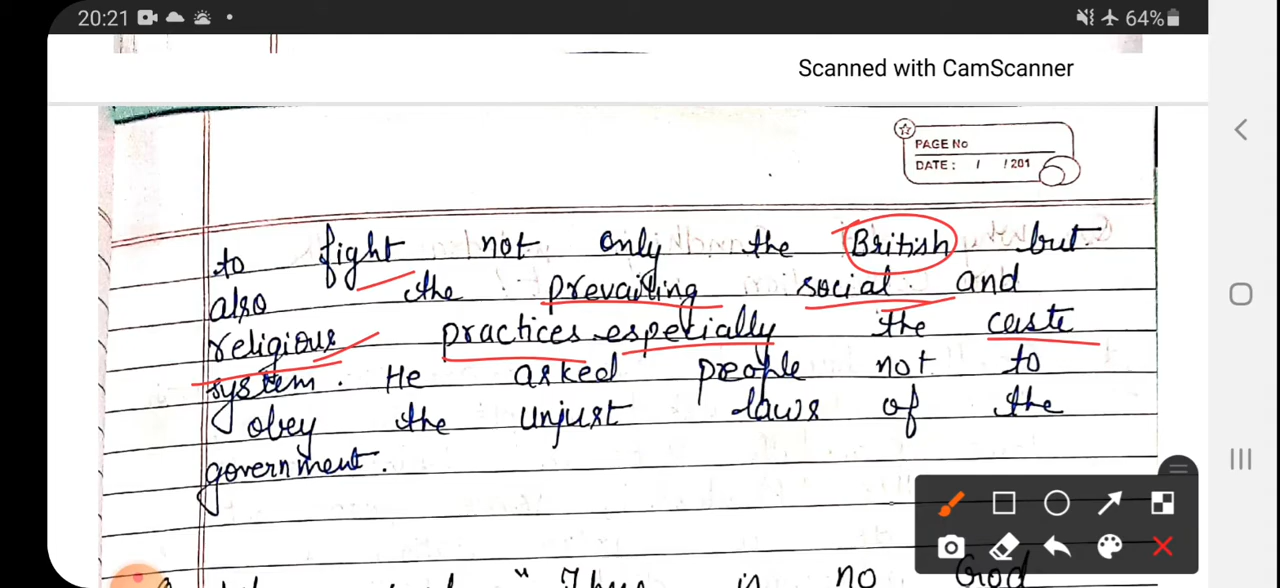 20:21
64%
Scanned with CamScanner
PAGE No
DATE : / /201
to fight not only the British but
also the prevailing social and
religious practices especially the caste
system. He asked people not to
obey the unjust laws of the
government.
" no God